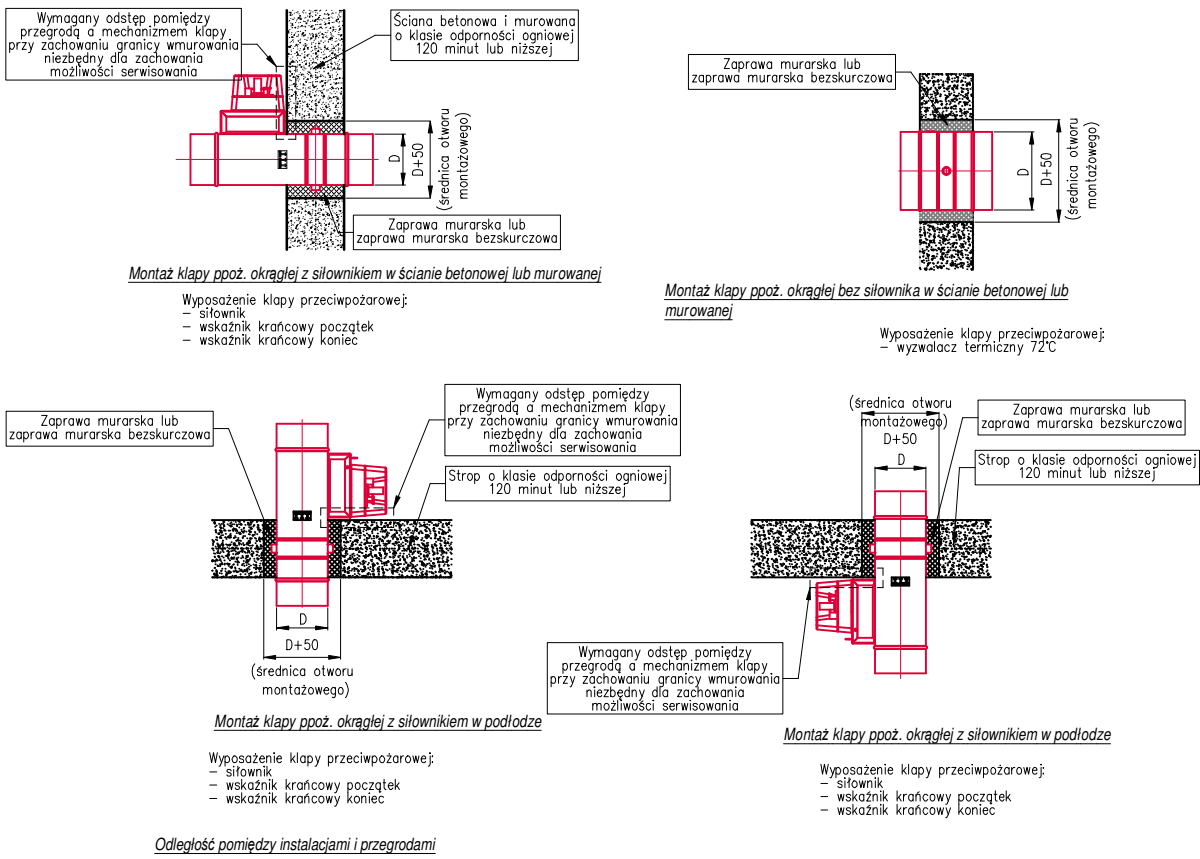 Wymagany odstęp pomiędzy
przegrodą a mechanizmem klapy
przy zachowaniu granicy wmurowania
niezbędny dla zachowania
możliwości serwisowania
Ściana betonowa i murowana
o klasie odporności ogniowej
120 minut lub niższej
D
D+50
(średnica otworu
montażowego)
Zaprawa murarska lub
zaprawa murarska bezskurczowa
Montaż klapy ppoż. okrągłej z siłownikiem w ścianie betonowej lub murowanej
Wyposażenie klapy przeciwpożarowej:
– siłownik
– wskaźnik krańcowy początek
– wskaźnik krańcowy koniec
Zaprawa murarska lub
zaprawa murarska bezskurczowa
D
D+50
(średnica otworu
montażowego)
Montaż klapy ppoż. okrągłej bez siłownika w ścianie betonowej lub
murowanej
Wyposażenie klapy przeciwpożarowej:
– wyzwalacz termiczny 72°C
Zaprawa murarska lub
zaprawa murarska bezskurczowa
Wymagany odstęp pomiędzy
przegrodą a mechanizmem klapy
przy zachowaniu granicy wmurowania
niezbędny dla zachowania
możliwości serwisowania
Strop o klasie odporności ogniowej
120 minut lub niższej
D
D+50
(średnica otworu
montażowego)
Montaż klapy ppoż. okrągłej z siłownikiem w podłodze
Wyposażenie klapy przeciwpożarowej:
– siłownik
– wskaźnik krańcowy początek
– wskaźnik krańcowy koniec
(średnica otworu
montażowego)
D+50
D
Zaprawa murarska lub
zaprawa murarska bezskurczowa
Strop o klasie odporności ogniowej
120 minut lub niższej
Wymagany odstęp pomiędzy
przegrodą a mechanizmem klapy
przy zachowaniu granicy wmurowania
niezbędny dla zachowania
możliwości serwisowania
Montaż klapy ppoż. okrągłej z siłownikiem w podłodze
Wyposażenie klapy przeciwpożarowej:
– siłownik
– wskaźnik krańcowy początek
– wskaźnik krańcowy koniec
Odległość pomiędzy instalacjami i przegrodami